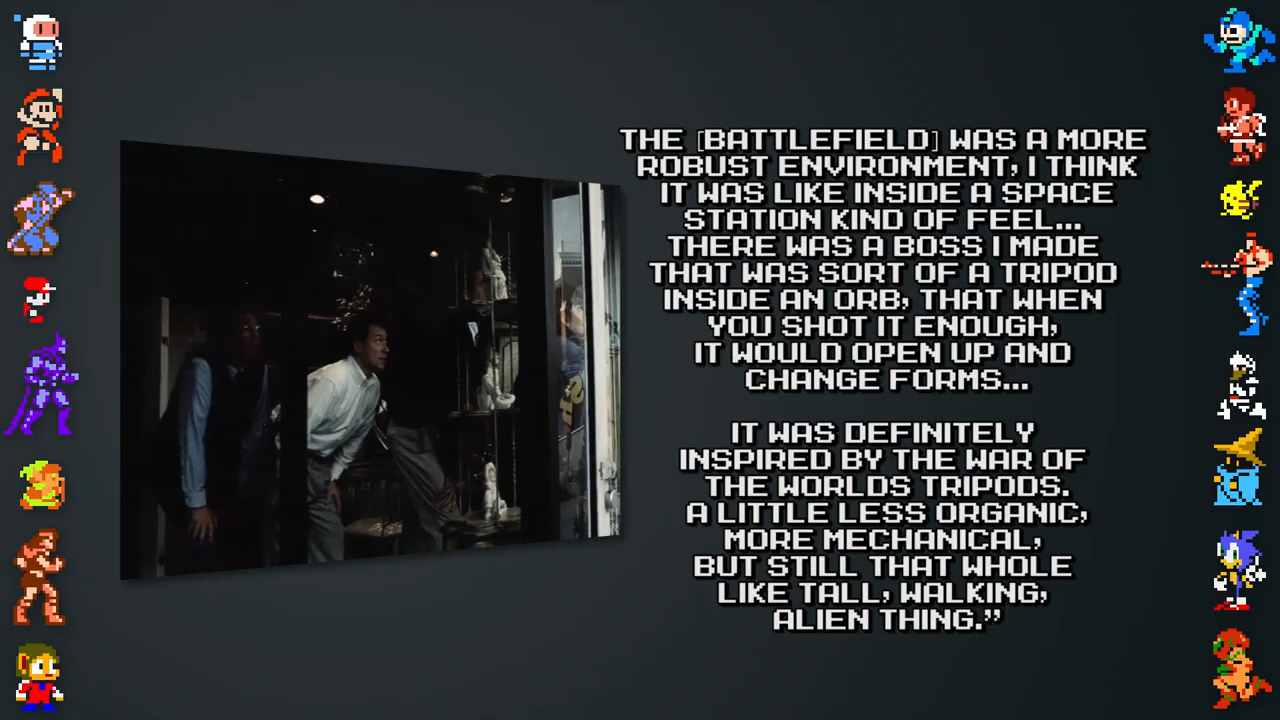 THE [BATTLEFIELD] WAS A MORE
ROBUST ENVIRONMENT, I THINK
IT WAS LIKE INSIDE A SPACE
STATION KIND OF FEEL...
THERE WAS A BOSS I MADE
THAT WAS SORT OF A TRIPOD
INSIDE AN ORB, THAT WHEN
YOU SHOT IT ENOUGH,
IT WOULD OPEN UP AND
CHANGE FORMS...
IT WAS DEFINITELY
INSPIRED BY THE WAR OF
THE WORLDS TRIPODS.
A LITTLE LESS ORGANIC,
MORE MECHANICAL,
BUT STILL THAT WHOLE
LIKE TALL, WALKING,
ALIEN THING.”